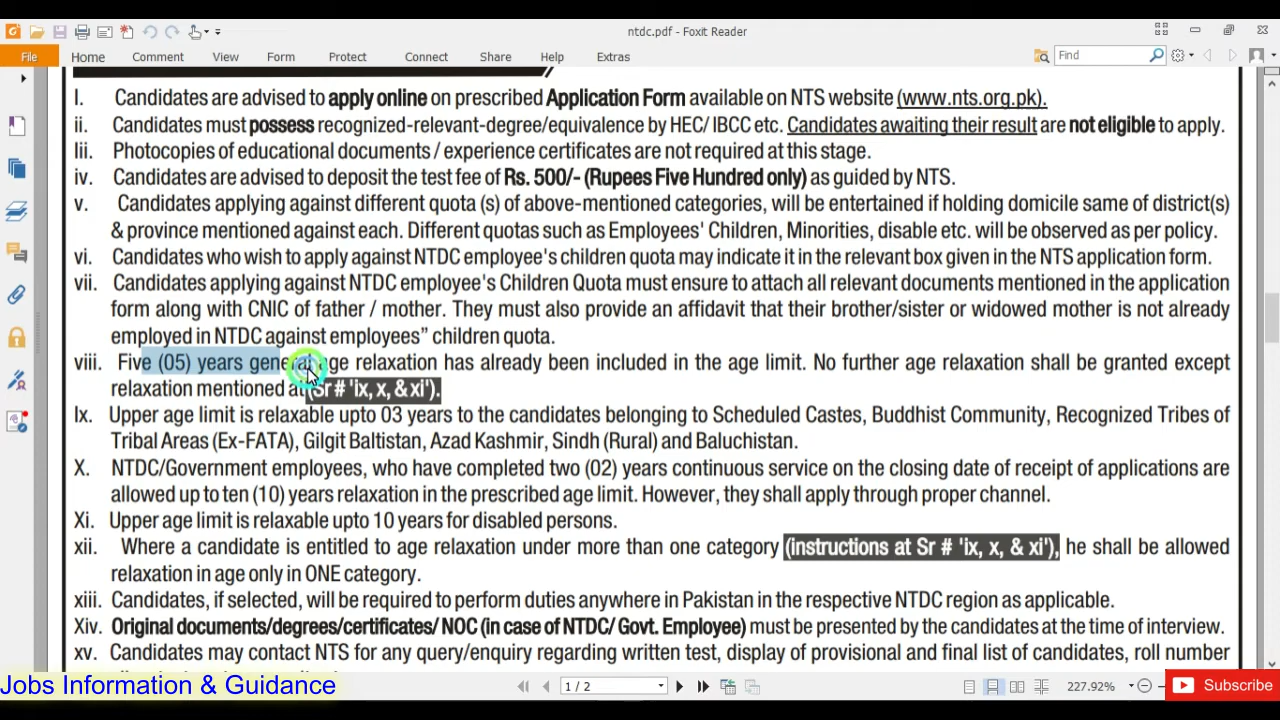 ntdc.pdf - Foxit Reader
File Home Comment View Form Protect Connect Share Help Extras Find
I. Candidates are advised to apply online on prescribed Application Form available on NTS website (www.nts.org.pk).
ii. Candidates must possess recognized-relevant-degree/equivalence by HEC/ IBCC etc. Candidates awaiting their result are not eligible to apply.
Iii. Photocopies of educational documents / experience certificates are not required at this stage.
iv. Candidates are advised to deposit the test fee of Rs. 500/- (Rupees Five Hundred only) as guided by NTS.
v. Candidates applying against different quota (s) of above-mentioned categories, will be entertained if holding domicile same of district(s)
& province mentioned against each. Different quotas such as Employees' Children, Minorities, disable etc. will be observed as per policy.
vi. Candidates who wish to apply against NTDC employee's children quota may indicate it in the relevant box given in the NTS application form.
vii. Candidates applying against NTDC employee's Children Quota must ensure to attach all relevant documents mentioned in the application
form along with CNIC of father / mother. They must also provide an affidavit that their brother/sister or widowed mother is not already
employed in NTDC against employees” children quota.
viii. Five (05) years general age relaxation has already been included in the age limit. No further age relaxation shall be granted except
relaxation mentioned at (Sr # 'ix, x, & xi').
Ix. Upper age limit is relaxable upto 03 years to the candidates belonging to Scheduled Castes, Buddhist Community, Recognized Tribes of
Tribal Areas (Ex-FATA), Gilgit Baltistan, Azad Kashmir, Sindh (Rural) and Baluchistan.
X. NTDC/Government employees, who have completed two (02) years continuous service on the closing date of receipt of applications are
allowed up to ten (10) years relaxation in the prescribed age limit. However, they shall apply through proper channel.
Xi. Upper age limit is relaxable upto 10 years for disabled persons.
xii. Where a candidate is entitled to age relaxation under more than one category (instructions at Sr # 'ix, x, & xi'), he shall be allowed
relaxation in age only in ONE category.
xiii. Candidates, if selected, will be required to perform duties anywhere in Pakistan in the respective NTDC region as applicable.
Xiv. Original documents/degrees/certificates/ NOC (in case of NTDC/ Govt. Employee) must be presented by the candidates at the time of interview.
xv. Candidates may contact NTS for any query/enquiry regarding written test, display of provisional and final list of candidates, roll number
Jobs Information & Guidance 1 / 2 227.92% Subscribe